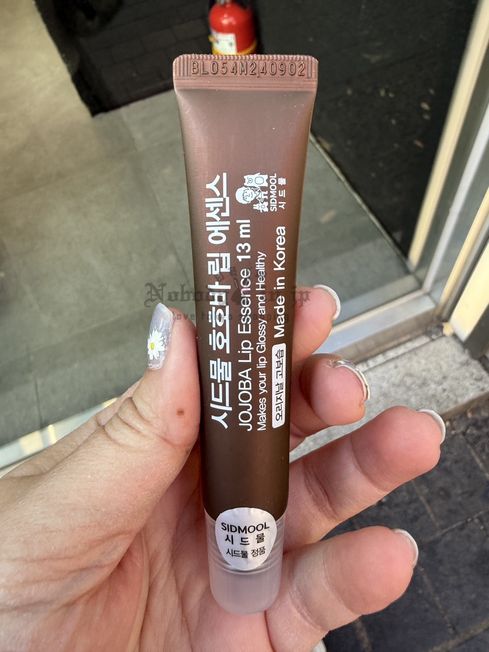 BL054M240902
시드물 호호바 립 에센스
JOJOBA Lip Essence 13 ml
Makes your lip Glossy and Healthy
오리지날 고보습 Made in Korea
SIDMOOL
시드물
SIDMOOL
시드물
시드물 정품